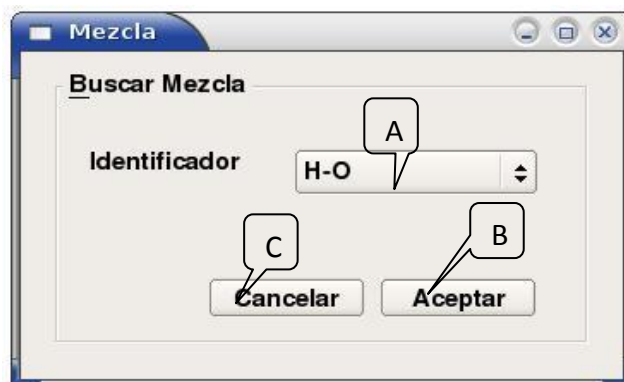 Mezcla
Buscar Mezcla
A
Identificador H-O
C B
Cancelar Aceptar